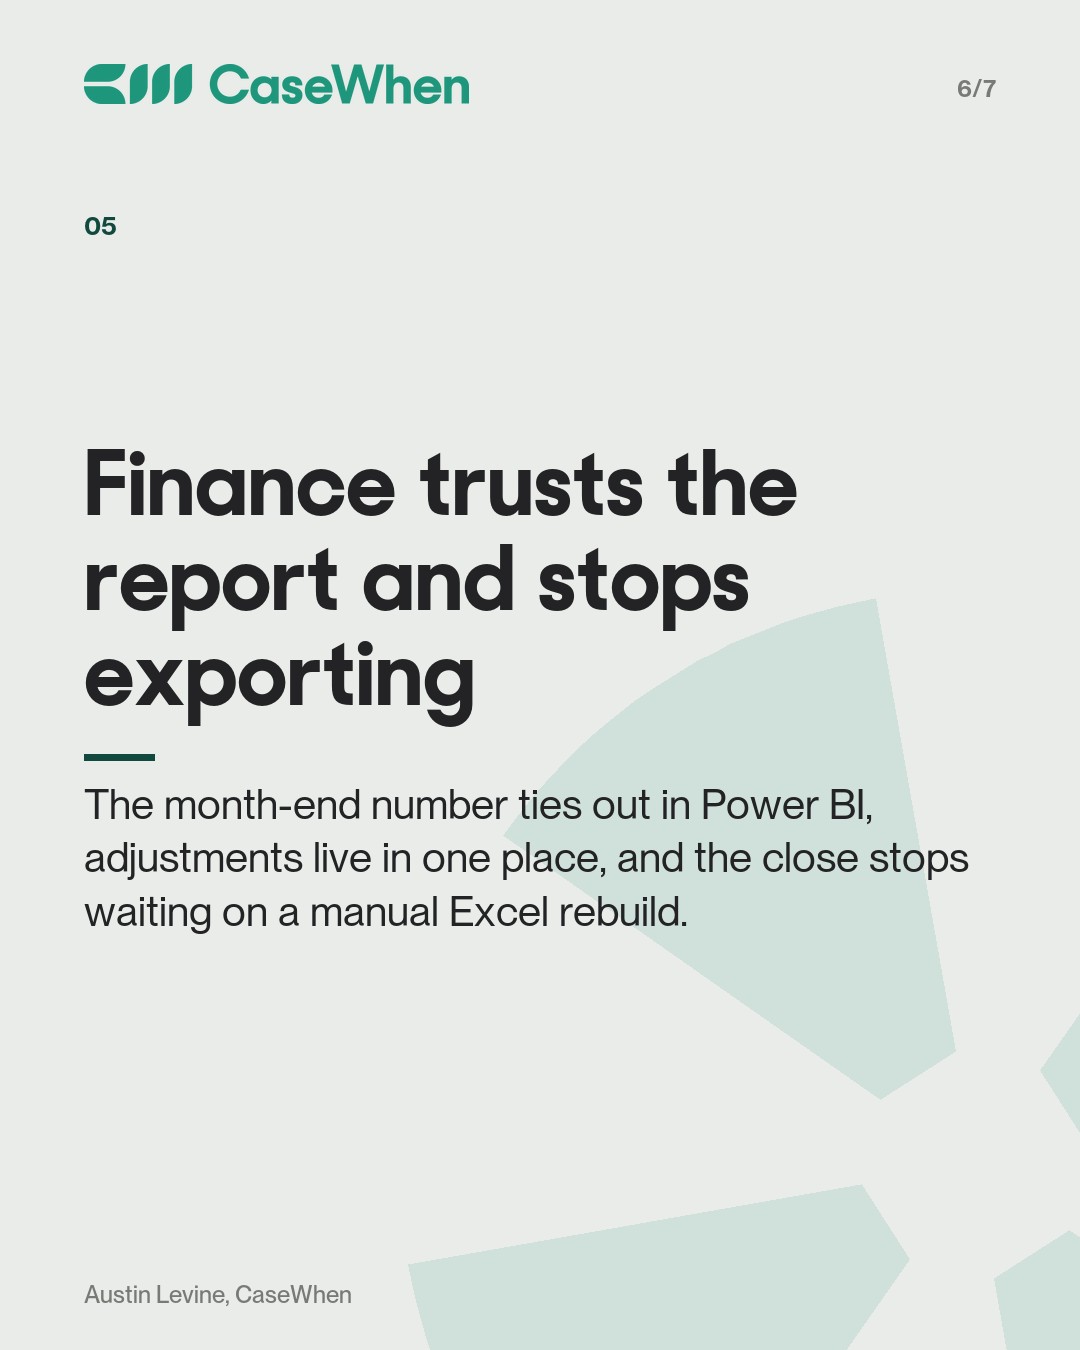 CaseWhen
6/7
05
Finance trusts the
report and stops
exporting
The month-end number ties out in Power BI,
adjustments live in one place, and the close stops
waiting on a manual Excel rebuild.
Austin Levine, CaseWhen